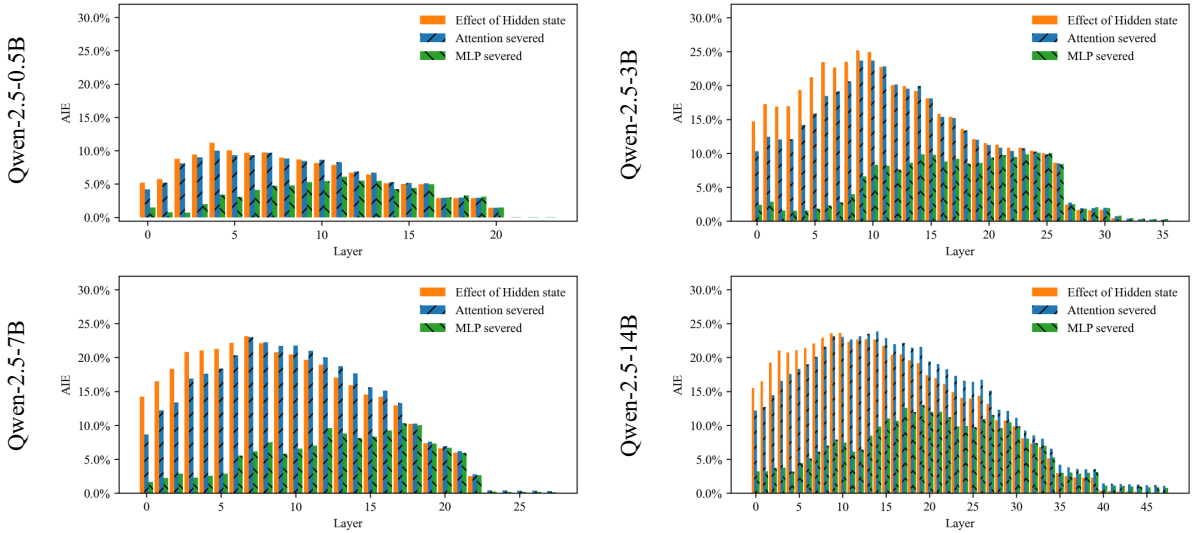 Qwen-2.5-0.5B
30.0%
25.0%
20.0%
15.0%
10.0%
5.0%
0.0%
AIE
Effect of Hidden state
Attention severed
MLP severed
0 5 10 15 20
Layer
Qwen-2.5-3B
30.0%
25.0%
20.0%
15.0%
10.0%
5.0%
0.0%
AIE
Effect of Hidden state
Attention severed
MLP severed
0 5 10 15 20 25 30 35
Layer
Qwen-2.5-7B
30.0%
25.0%
20.0%
15.0%
10.0%
5.0%
0.0%
AIE
Effect of Hidden state
Attention severed
MLP severed
0 5 10 15 20 25
Layer
Qwen-2.5-14B
30.0%
25.0%
20.0%
15.0%
10.0%
5.0%
0.0%
AIE
Effect of Hidden state
Attention severed
MLP severed
0 5 10 15 20 25 30 35 40 45
Layer